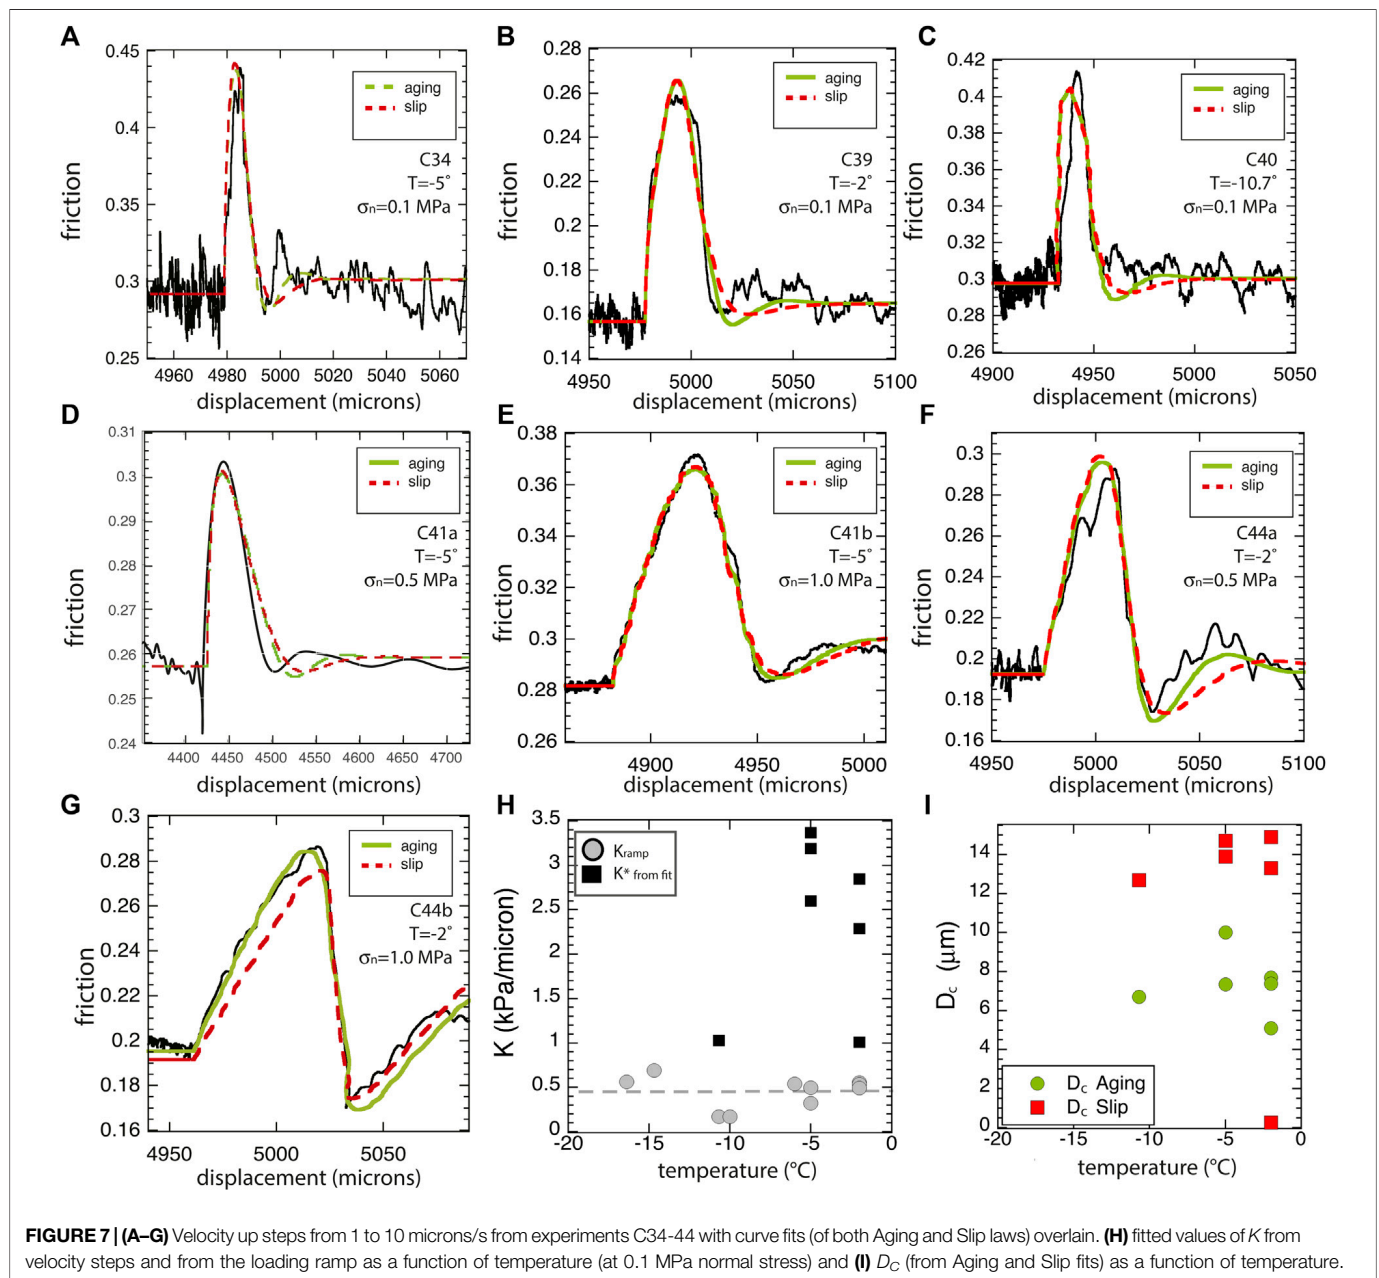 A
0.45
0.4
0.35
0.3
0.25
friction
4960 4980 5000 5020 5040 5060
displacement (microns)
aging
slip
C34
T=-5˚
σn=0.1 MPa
B
0.28
0.26
0.24
0.22
0.2
0.18
0.16
0.14
friction
4950 5000 5050 5100
displacement (microns)
aging
slip
C39
T=-2˚
σn=0.1 MPa
C
0.42
0.4
0.38
0.36
0.34
0.32
0.3
0.28
0.26
friction
4900 4950 5000 5050
displacement (microns)
aging
slip
C40
T=-10.7˚
σn=0.1 MPa
D
0.31
0.3
0.29
0.28
0.27
0.26
0.25
0.24
friction
4400 4450 4500 4550 4600 4650 4700
displacement (microns)
aging
slip
C41a
T=-5˚
σn=0.5 MPa
E
0.38
0.36
0.34
0.32
0.3
0.28
0.26
friction
4900 4950 5000
displacement (microns)
aging
slip
C41b
T=-5˚
σn=1.0 MPa
F
0.3
0.28
0.26
0.24
0.22
0.2
0.18
0.16
friction
4950 5000 5050 5100
displacement (microns)
aging
slip
C44a
T=-2˚
σn=0.5 MPa
G
0.3
0.28
0.26
0.24
0.22
0.2
0.18
0.16
friction
4950 5000 5050
displacement (microns)
aging
slip
C44b
T=-2˚
σn=1.0 MPa
H
3.5
3
2.5
2
1.5
1
0.5
0
K (kPa/micron)
-20 -15 -10 -5 0
temperature (°C)
Kramp
K* from fit
I
14
12
10
8
6
4
2
0
Dc (μm)
-20 -15 -10 -5 0
temperature (°C)
Dc Aging
Dc Slip
FIGURE 7 | (A–G) Velocity up steps from 1 to 10 microns/s from experiments C34-44 with curve fits (of both Aging and Slip laws) overlain. (H) fitted values of K from
velocity steps and from the loading ramp as a function of temperature (at 0.1 MPa normal stress) and (I) DC (from Aging and Slip fits) as a function of temperature.